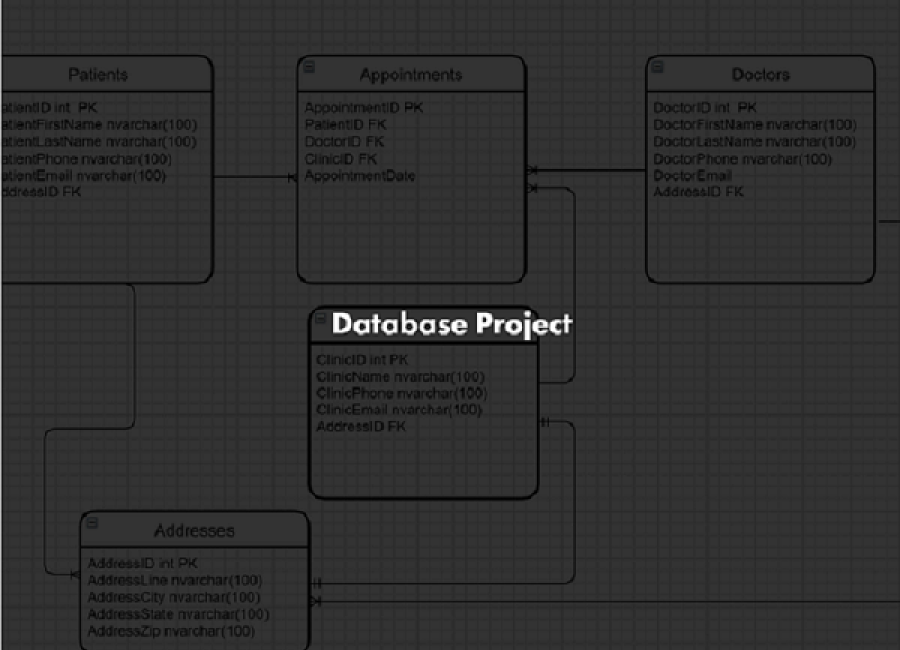 Patients
atientID int PK
atientFirstName nvarchar(100)
atientLastName nvarchar(100)
atientPhone nvarchar(100)
atientEmail nvarchar(100)
ddressID FK
Appointments
AppointmentID PK
PatientID FK
DoctorID FK
ClinicID FK
AppointmentDate
Doctors
DoctorID int PK
DoctorFirstName nvarchar(100)
DoctorLastName nvarchar(100)
DoctorPhone nvarchar(100)
DoctorEmail
AddressID FK
Database Project
ClinicID int PK
ClinicName nvarchar(100)
ClinicPhone nvarchar(100)
ClinicEmail nvarchar(100)
AddressID FK
Addresses
AddressID int PK
AddressLine nvarchar(100)
AddressCity nvarchar(100)
AddressState nvarchar(100)
AddressZip nvarchar(100)